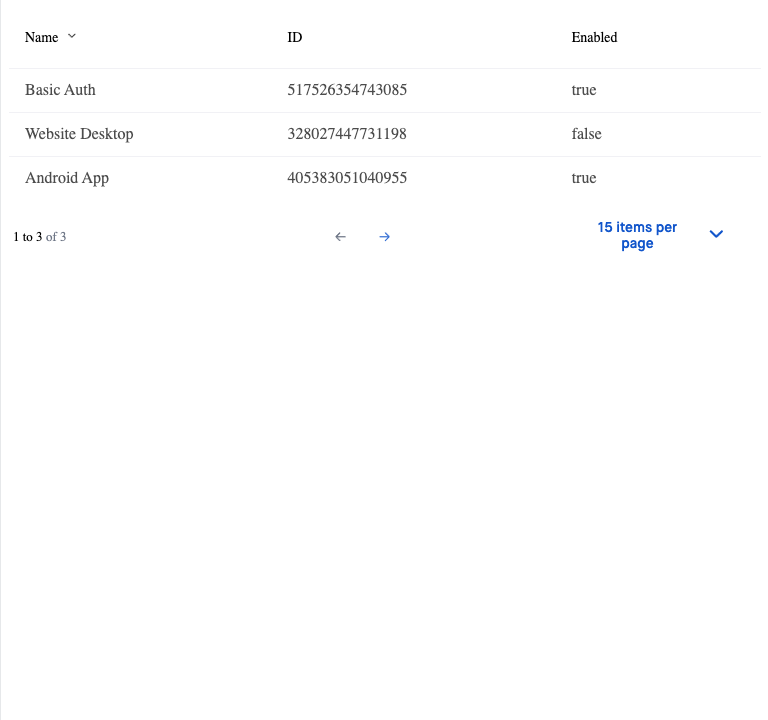 Name ID Enabled
Basic Auth 517526354743085 true
Website Desktop 328027447731198 false
Android App 405383051040955 true
1 to 3 of 3
15 items per
page